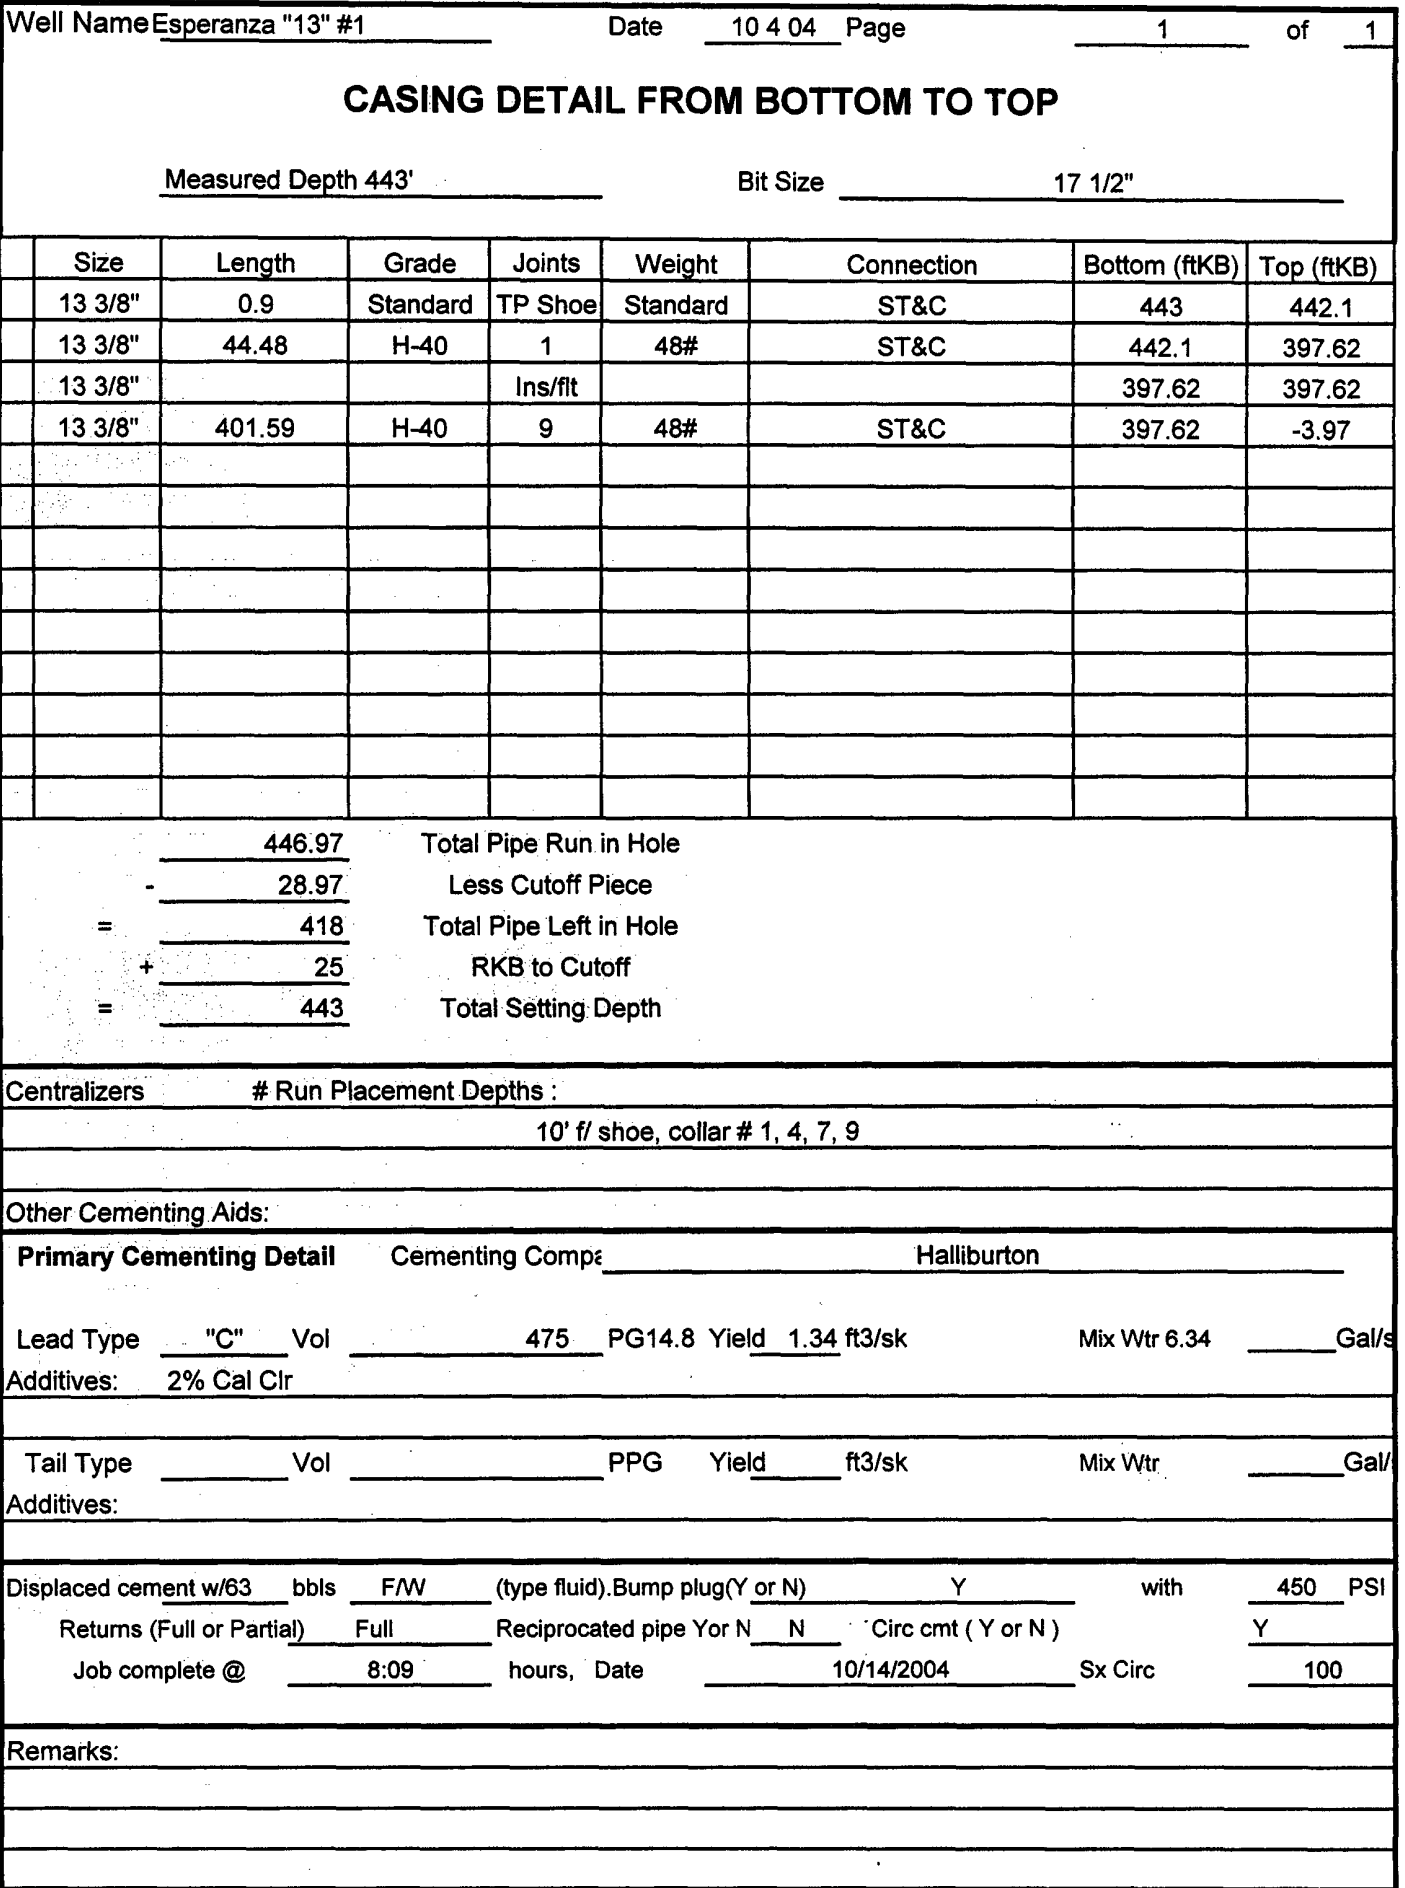 Well Name Esperanza "13" #1 Date 10 4 04 Page 1 of 1
CASING DETAIL FROM BOTTOM TO TOP
Measured Depth 443' Bit Size 17 1/2"
Size Length Grade Joints Weight Connection Bottom (ftKB) Top (ftKB)
13 3/8" 0.9 Standard TP Shoe Standard ST&C 443 442.1
13 3/8" 44.48 H-40 1 48# ST&C 442.1 397.62
13 3/8" Ins/flt 397.62 397.62
13 3/8" 401.59 H-40 9 48# ST&C 397.62 -3.97
446.97 Total Pipe Run in Hole
- 28.97 Less Cutoff Piece
= 418 Total Pipe Left in Hole
+ 25 RKB to Cutoff
= 443 Total Setting Depth
Centralizers # Run Placement Depths :
10' f/ shoe, collar # 1, 4, 7, 9
Other Cementing Aids:
Primary Cementing Detail Cementing Compa Halliburton
Lead Type "C" Vol 475 PG14.8 Yield 1.34 ft3/sk Mix Wtr 6.34 Gal/s
Additives: 2% Cal Clr
Tail Type Vol PPG Yield ft3/sk Mix Wtr Gal/
Additives:
Displaced cement w/63 bbls F/W (type fluid).Bump plug(Y or N) Y with 450 PSI
Returns (Full or Partial) Full Reciprocated pipe Yor N N Circ cmt ( Y or N ) Y
Job complete @ 8:09 hours, Date 10/14/2004 Sx Circ 100
Remarks: